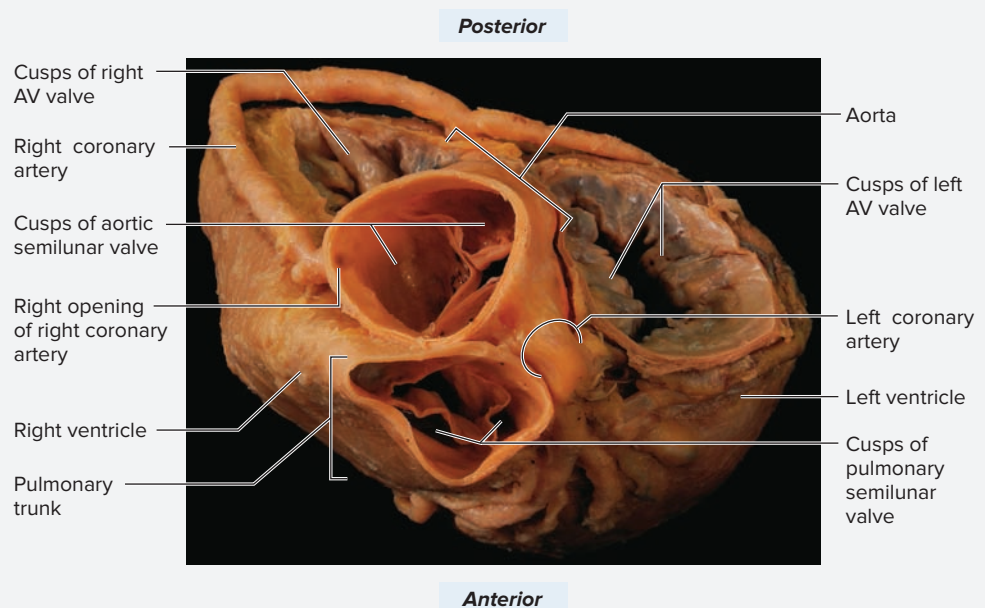 Posterior
Cusps of right
AV valve
Right coronary
artery
Cusps of aortic
semilunar valve
Right opening
of right coronary
artery
Right ventricle
Pulmonary
trunk
Aorta
Cusps of left
AV valve
Left coronary
artery
Left ventricle
Cusps of
pulmonary
semilunar
valve
Anterior